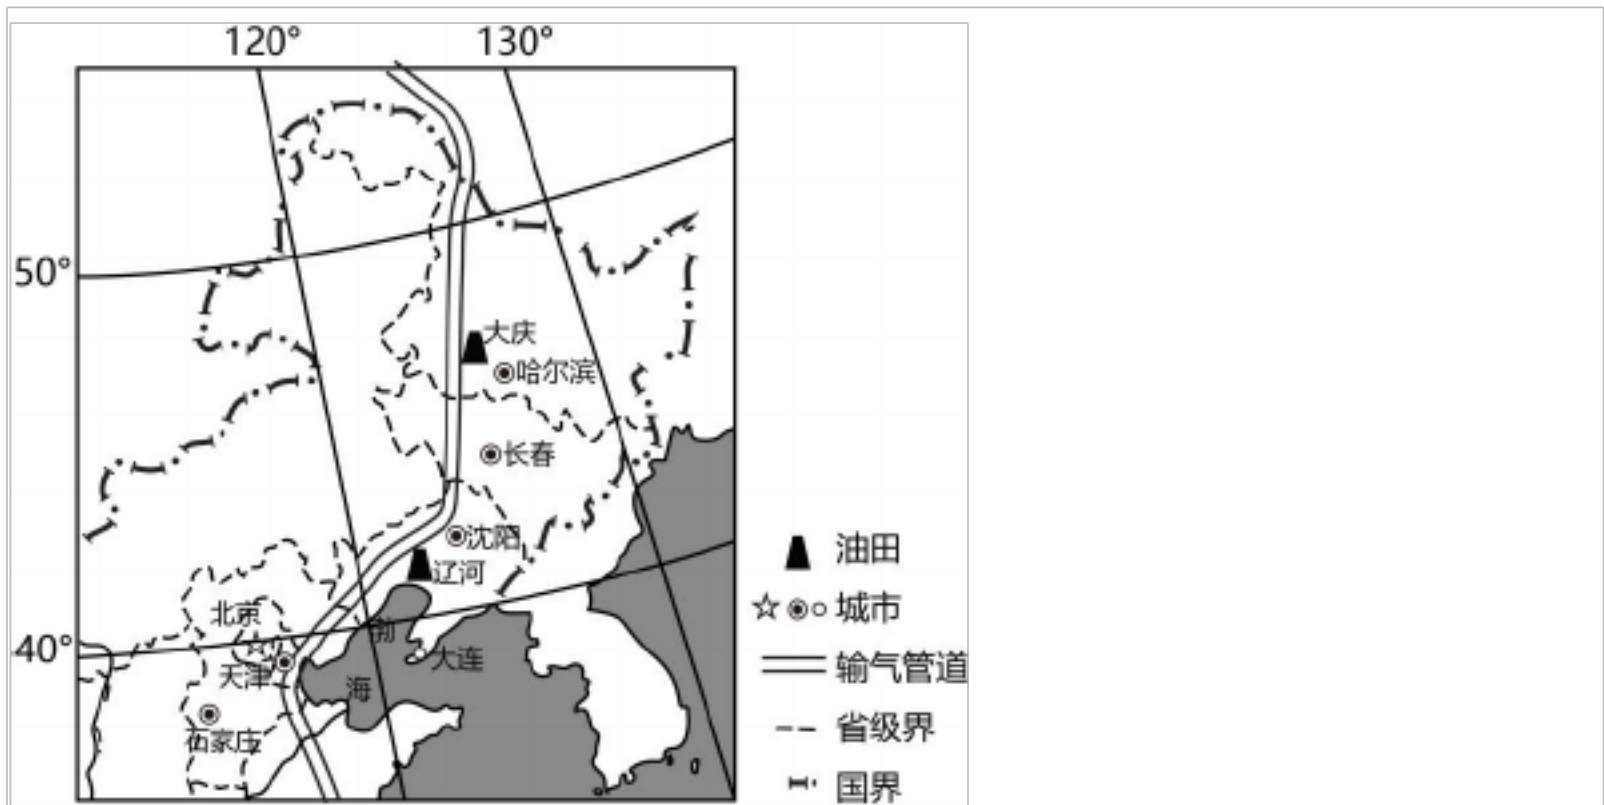 120° 130°
50°
大庆
哈尔滨
长春
沈阳
辽河
北京
40°
渤
大连
天津
海
石家庄
油田
城市
输气管道
省级界
国界